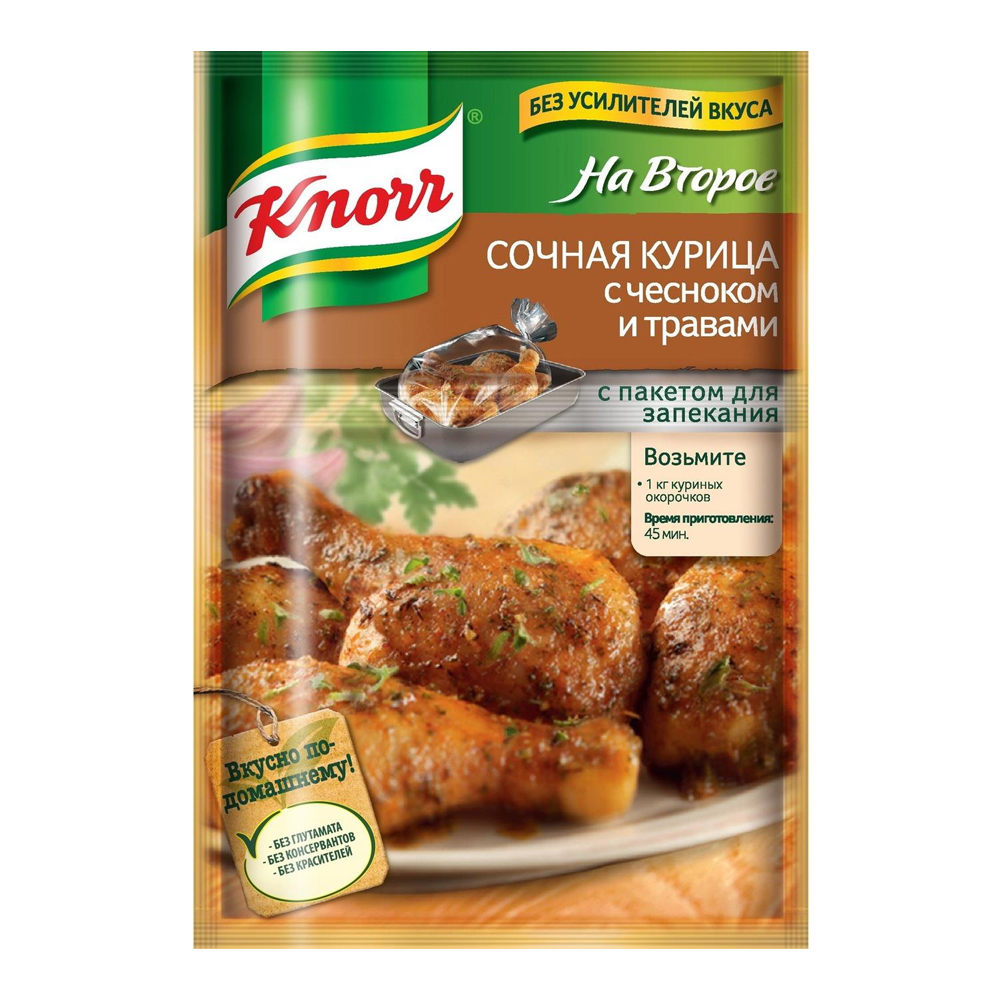 Knorr
®
БЕЗ УСИЛИТЕЛЕЙ ВКУСА
На Второе
СОЧНАЯ КУРИЦА
с чесноком
и травами
с пакетом для
запекания
Возьмите
• 1 кг куриных
окорочков
Время приготовления:
45 мин.
Вкусно по-
домашнему!
- БЕЗ ГЛУТАМАТА
- БЕЗ КОНСЕРВАНТОВ
- БЕЗ КРАСИТЕЛЕЙ